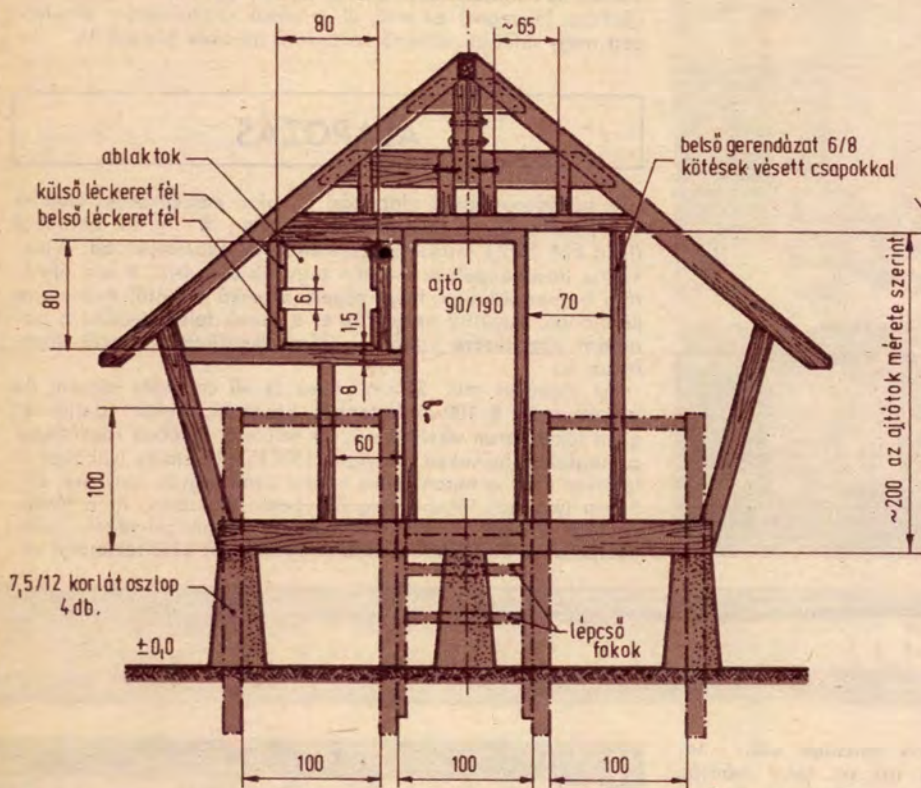 80
~65
ablak tok
külső léckeret fél
belső léckeret fél
belső gerendázat 6/8
kötések vésett csapokkal
80
6
1,5
8
ajtó
90/190
70
60
100
~200 az ajtótok mérete szerint
7,5/12 korlát oszlop
4 db.
±0,0
lépcső
fokok
100
100
100